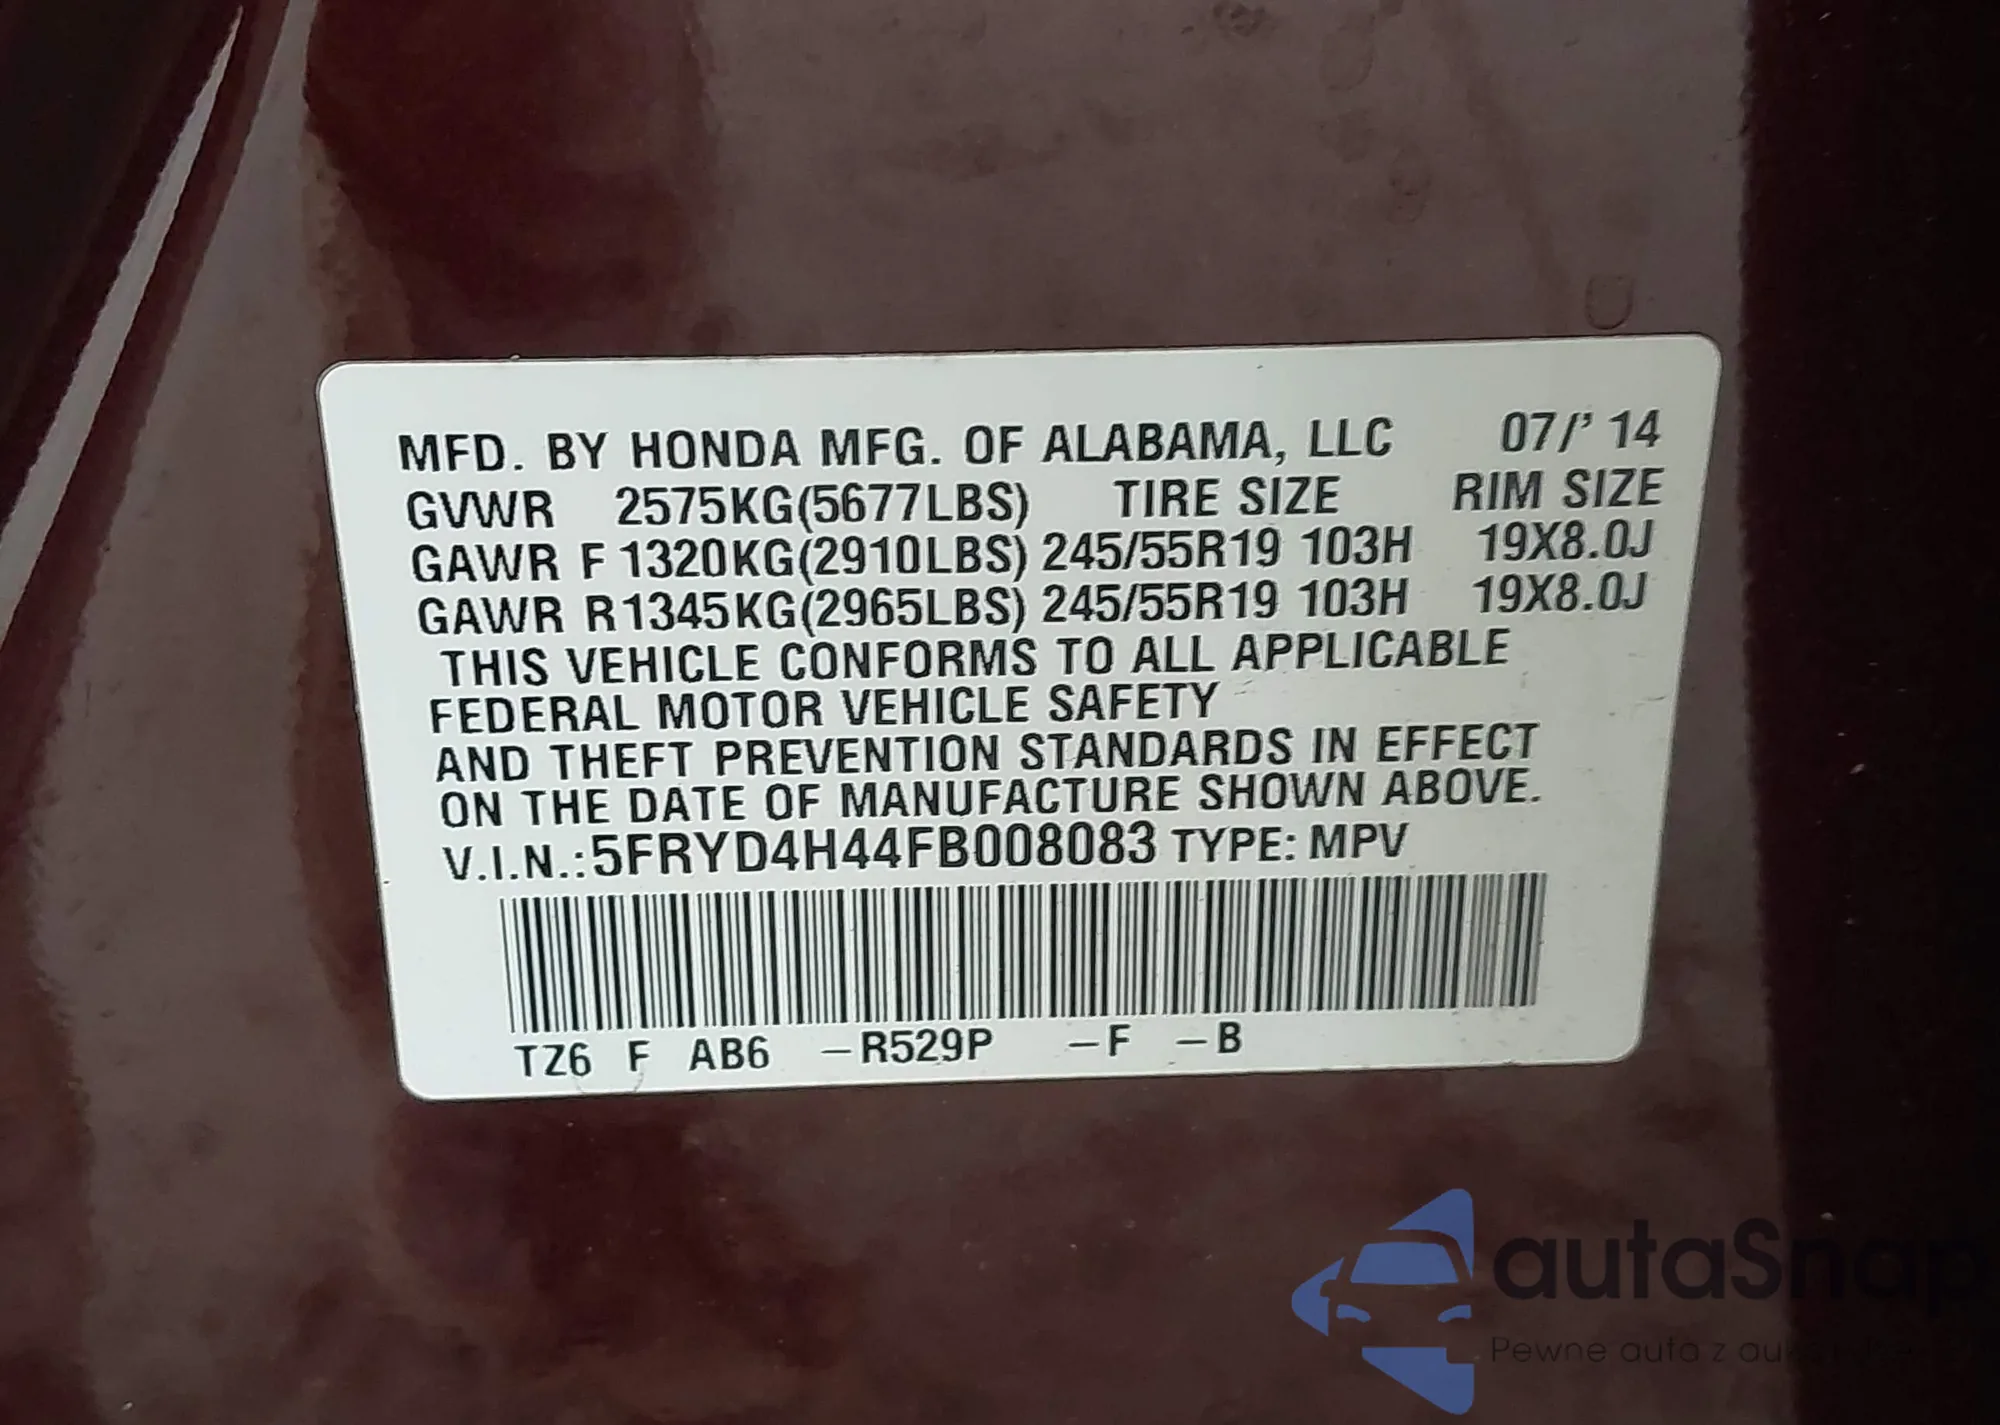 MFD. BY HONDA MFG. OF ALABAMA, LLC 07/' 14
GVWR 2575KG(5677LBS) TIRE SIZE RIM SIZE
GAWR F 1320KG(2910LBS) 245/55R19 103H 19X8.0J
GAWR R1345KG(2965LBS) 245/55R19 103H 19X8.0J
THIS VEHICLE CONFORMS TO ALL APPLICABLE
FEDERAL MOTOR VEHICLE SAFETY
AND THEFT PREVENTION STANDARDS IN EFFECT
ON THE DATE OF MANUFACTURE SHOWN ABOVE.
V.I.N.:5FRYD4H44FB008083 TYPE: MPV
TZ6 F AB6 –R529P –F –B
autaSnap
Pewne auta z